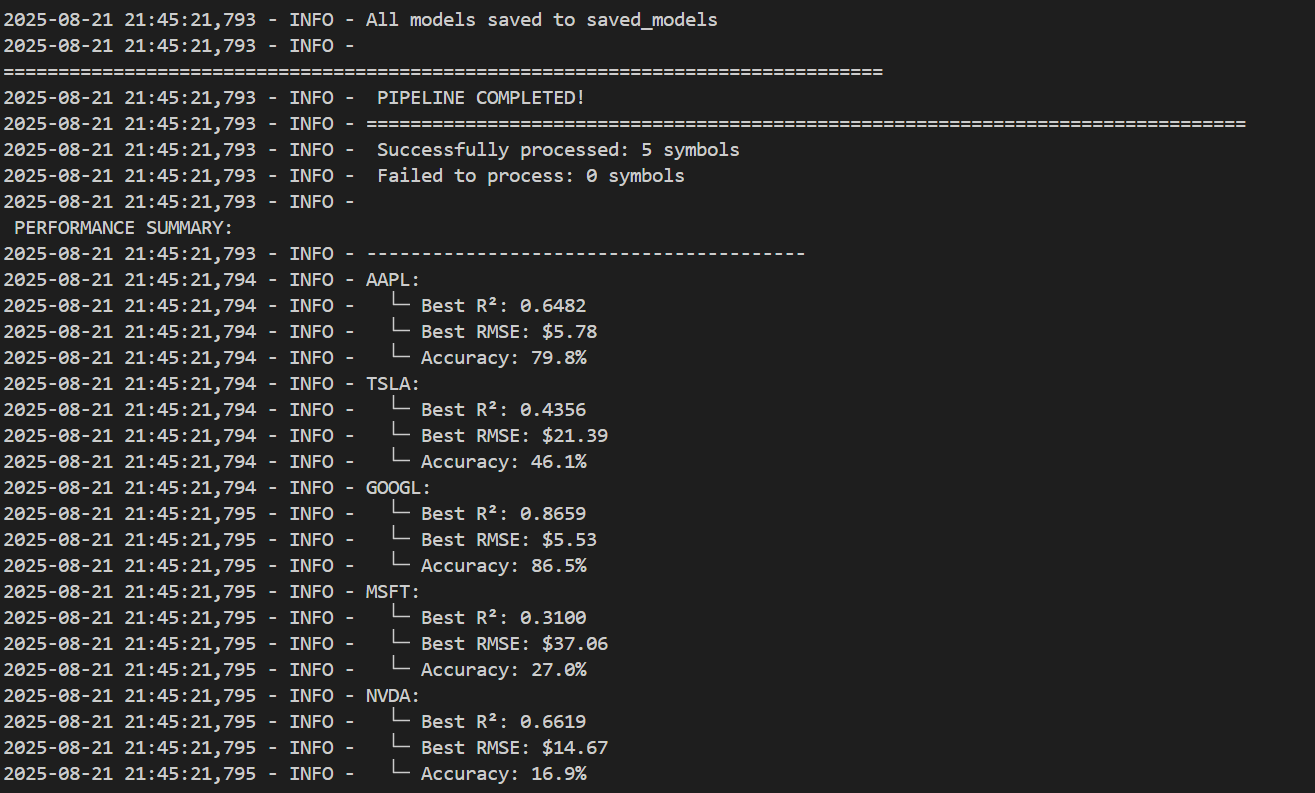 2025-08-21 21:45:21,793 - INFO - All models saved to saved_models
2025-08-21 21:45:21,793 - INFO -
================================================================================
2025-08-21 21:45:21,793 - INFO -  PIPELINE COMPLETED!
2025-08-21 21:45:21,793 - INFO - ================================================================================
2025-08-21 21:45:21,793 - INFO -  Successfully processed: 5 symbols
2025-08-21 21:45:21,793 - INFO -  Failed to process: 0 symbols
2025-08-21 21:45:21,793 - INFO -
 PERFORMANCE SUMMARY:
2025-08-21 21:45:21,793 - INFO - ----------------------------------------
2025-08-21 21:45:21,794 - INFO - AAPL:
2025-08-21 21:45:21,794 - INFO -   └─ Best R²: 0.6482
2025-08-21 21:45:21,794 - INFO -   └─ Best RMSE: $5.78
2025-08-21 21:45:21,794 - INFO -   └─ Accuracy: 79.8%
2025-08-21 21:45:21,794 - INFO - TSLA:
2025-08-21 21:45:21,794 - INFO -   └─ Best R²: 0.4356
2025-08-21 21:45:21,794 - INFO -   └─ Best RMSE: $21.39
2025-08-21 21:45:21,794 - INFO -   └─ Accuracy: 46.1%
2025-08-21 21:45:21,794 - INFO - GOOGL:
2025-08-21 21:45:21,795 - INFO -   └─ Best R²: 0.8659
2025-08-21 21:45:21,795 - INFO -   └─ Best RMSE: $5.53
2025-08-21 21:45:21,795 - INFO -   └─ Accuracy: 86.5%
2025-08-21 21:45:21,795 - INFO - MSFT:
2025-08-21 21:45:21,795 - INFO -   └─ Best R²: 0.3100
2025-08-21 21:45:21,795 - INFO -   └─ Best RMSE: $37.06
2025-08-21 21:45:21,795 - INFO -   └─ Accuracy: 27.0%
2025-08-21 21:45:21,795 - INFO - NVDA:
2025-08-21 21:45:21,795 - INFO -   └─ Best R²: 0.6619
2025-08-21 21:45:21,795 - INFO -   └─ Best RMSE: $14.67
2025-08-21 21:45:21,795 - INFO -   └─ Accuracy: 16.9%